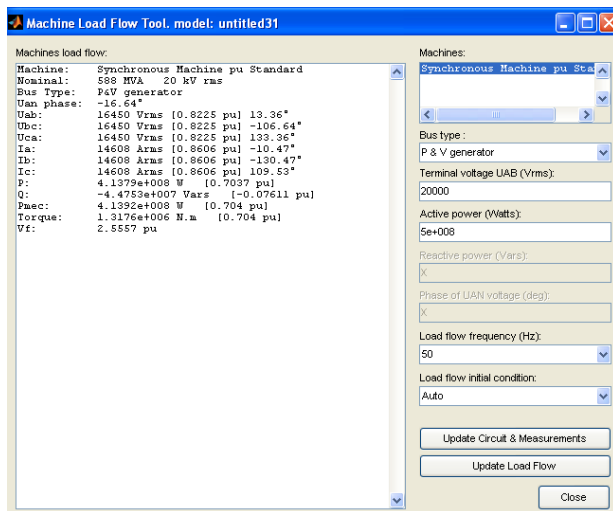 Machine Load Flow Tool. model: untitled31
Machines load flow:
Machine: Synchronous Machine pu Standard
Nominal: 588 MVA 20 kV rms
Bus Type: P&V generator
Uan phase: -16.64°
Uab: 16450 Vrms [0.8225 pu] 13.36°
Ubc: 16450 Vrms [0.8225 pu] -106.64°
Uca: 16450 Vrms [0.8225 pu] 133.36°
Ia: 14608 Arms [0.8606 pu] -10.47°
Ib: 14608 Arms [0.8606 pu] -130.47°
Ic: 14608 Arms [0.8606 pu] 109.53°
P: 4.1379e+008 W [0.7037 pu]
Q: -4.4753e+007 Vars [-0.07611 pu]
Pmec: 4.1392e+008 W [0.704 pu]
Torque: 1.3176e+006 N.m [0.704 pu]
Vf: 2.5557 pu
Machines:
Synchronous Machine pu Sta
Bus type :
P & V generator
Terminal voltage UAB (Vrms):
20000
Active power (Watts):
5e+008
Reactive power (Vars):
X
Phase of UAN voltage (deg):
X
Load flow frequency (Hz):
50
Load flow initial condition:
Auto
Update Circuit & Measurements
Update Load Flow
Close